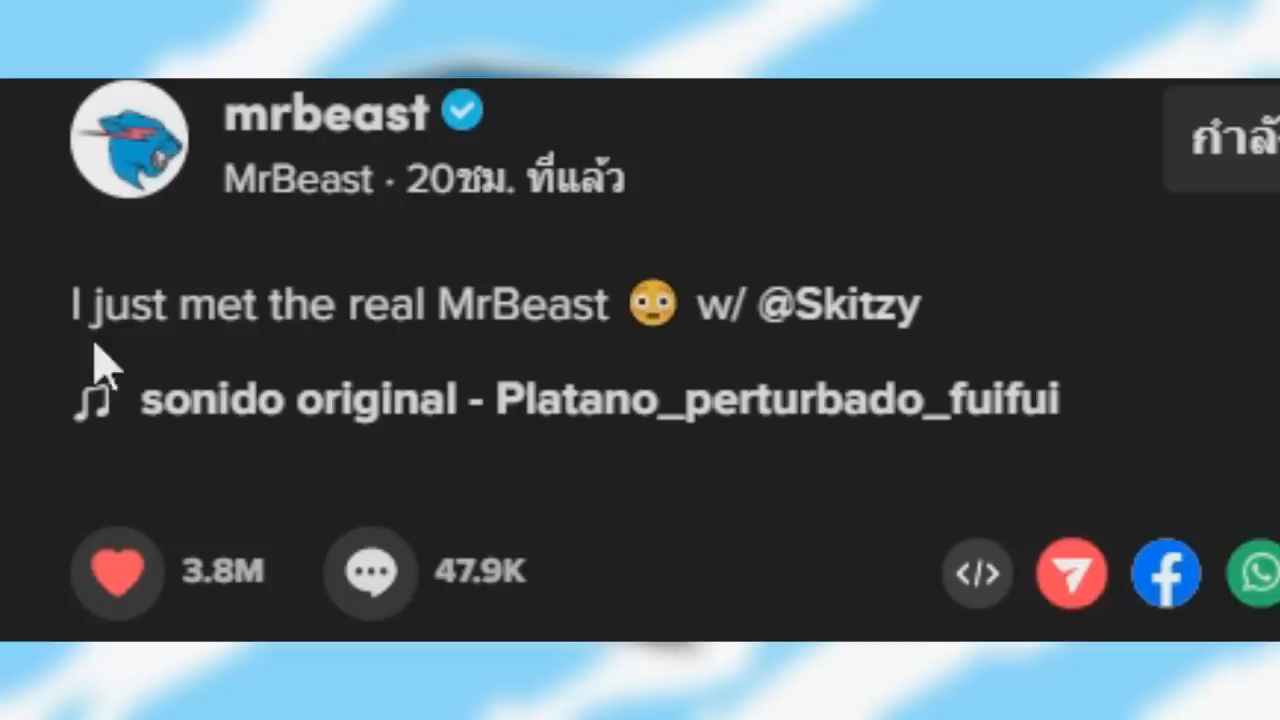 mrbeast
MrBeast · 20ชม. ที่แล้ว
กำลั
I just met the real MrBeast 😳 w/ @Skitzy
sonido original - Platano_perturbado_fuifui
3.8M 47.9K